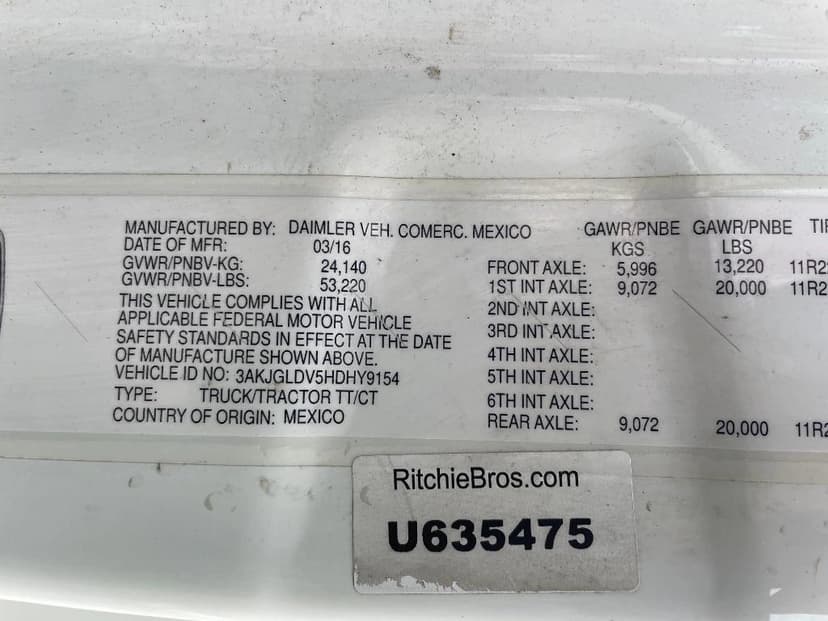 MANUFACTURED BY: DAIMLER VEH. COMERC. MEXICO
DATE OF MFR: 03/16
GVWR/PNBV-KG: 24,140
GVWR/PNBV-LBS: 53,220
THIS VEHICLE COMPLIES WITH ALL
APPLICABLE FEDERAL MOTOR VEHICLE
SAFETY STANDARDS IN EFFECT AT THE DATE
OF MANUFACTURE SHOWN ABOVE.
VEHICLE ID NO: 3AKJGLDV5HDHY9154
TYPE: TRUCK/TRACTOR TT/CT
COUNTRY OF ORIGIN: MEXICO
GAWR/PNBE GAWR/PNBE
KGS LBS
FRONT AXLE: 5,996 13,220
1ST INT AXLE: 9,072 20,000
2ND INT AXLE:
3RD INT AXLE:
4TH INT AXLE:
5TH INT AXLE:
6TH INT AXLE:
REAR AXLE: 9,072 20,000
RitchieBros.com
U635475